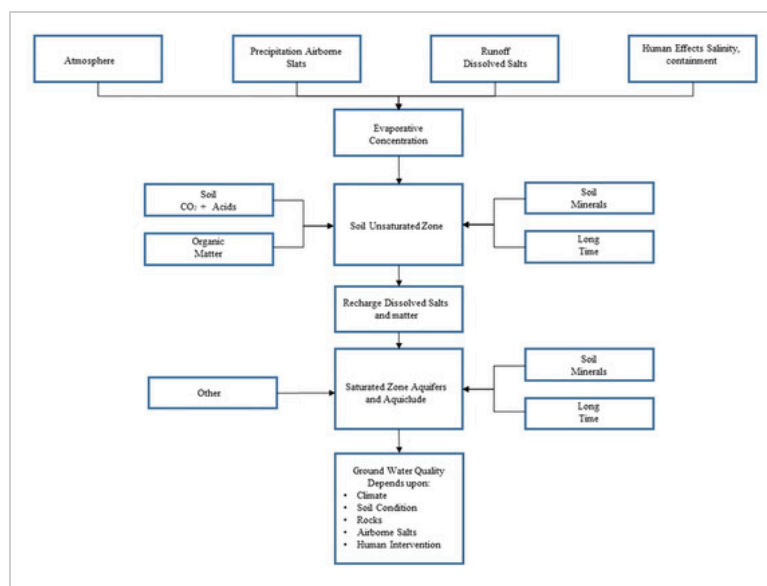 Atmosphere
Precipitation Airborne
Slats
Runoff
Dissolved Salts
Human Effects Salinity,
containment
Evaporative
Concentration
Soil
CO₂ + Acids
Organic
Matter
Soil Unsaturated Zone
Soil
Minerals
Long
Time
Recharge Dissolved Salts
and matter
Other
Saturated Zone Aquifers
and Aquiclude
Soil
Minerals
Long
Time
Ground Water Quality
Depends upon:
• Climate
• Soil Condition
• Rocks
• Airborne Salts
• Human Intervention